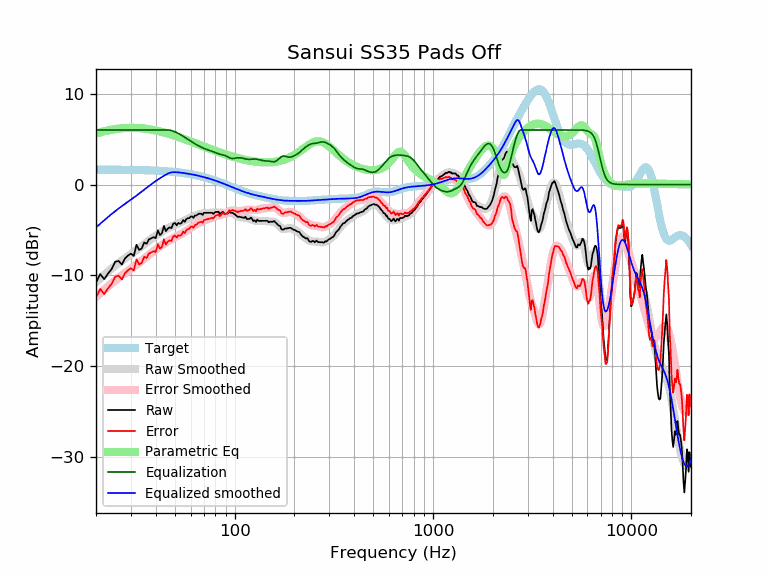 Sansui SS35 Pads Off
Amplitude (dBr)
10
0
−10
−20
−30
Target
Raw Smoothed
Error Smoothed
Raw
Error
Parametric Eq
Equalization
Equalized smoothed
100
1000
10000
Frequency (Hz)